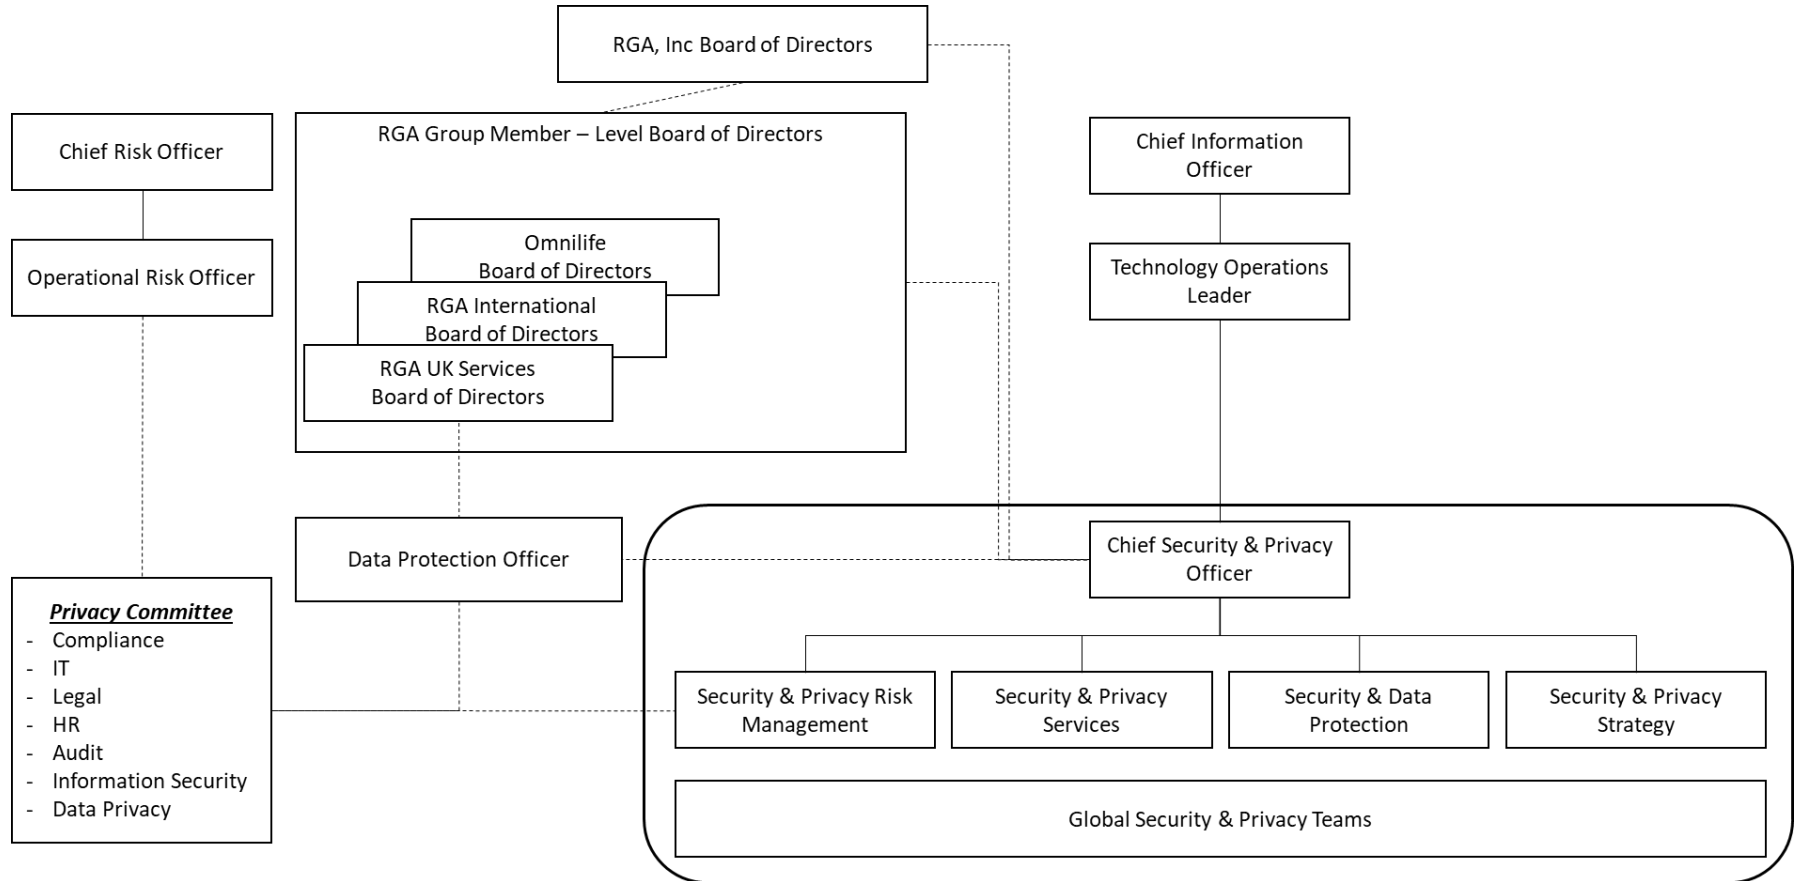 RGA, Inc Board of Directors
Chief Risk Officer
Operational Risk Officer
RGA Group Member – Level Board of Directors
Omnilife
Board of Directors
RGA International
Board of Directors
RGA UK Services
Board of Directors
Chief Information
Officer
Technology Operations
Leader
Data Protection Officer
Chief Security & Privacy
Officer
Privacy Committee
- Compliance
- IT
- Legal
- HR
- Audit
- Information Security
- Data Privacy
Security & Privacy Risk
Management
Security & Privacy
Services
Security & Data
Protection
Security & Privacy
Strategy
Global Security & Privacy Teams